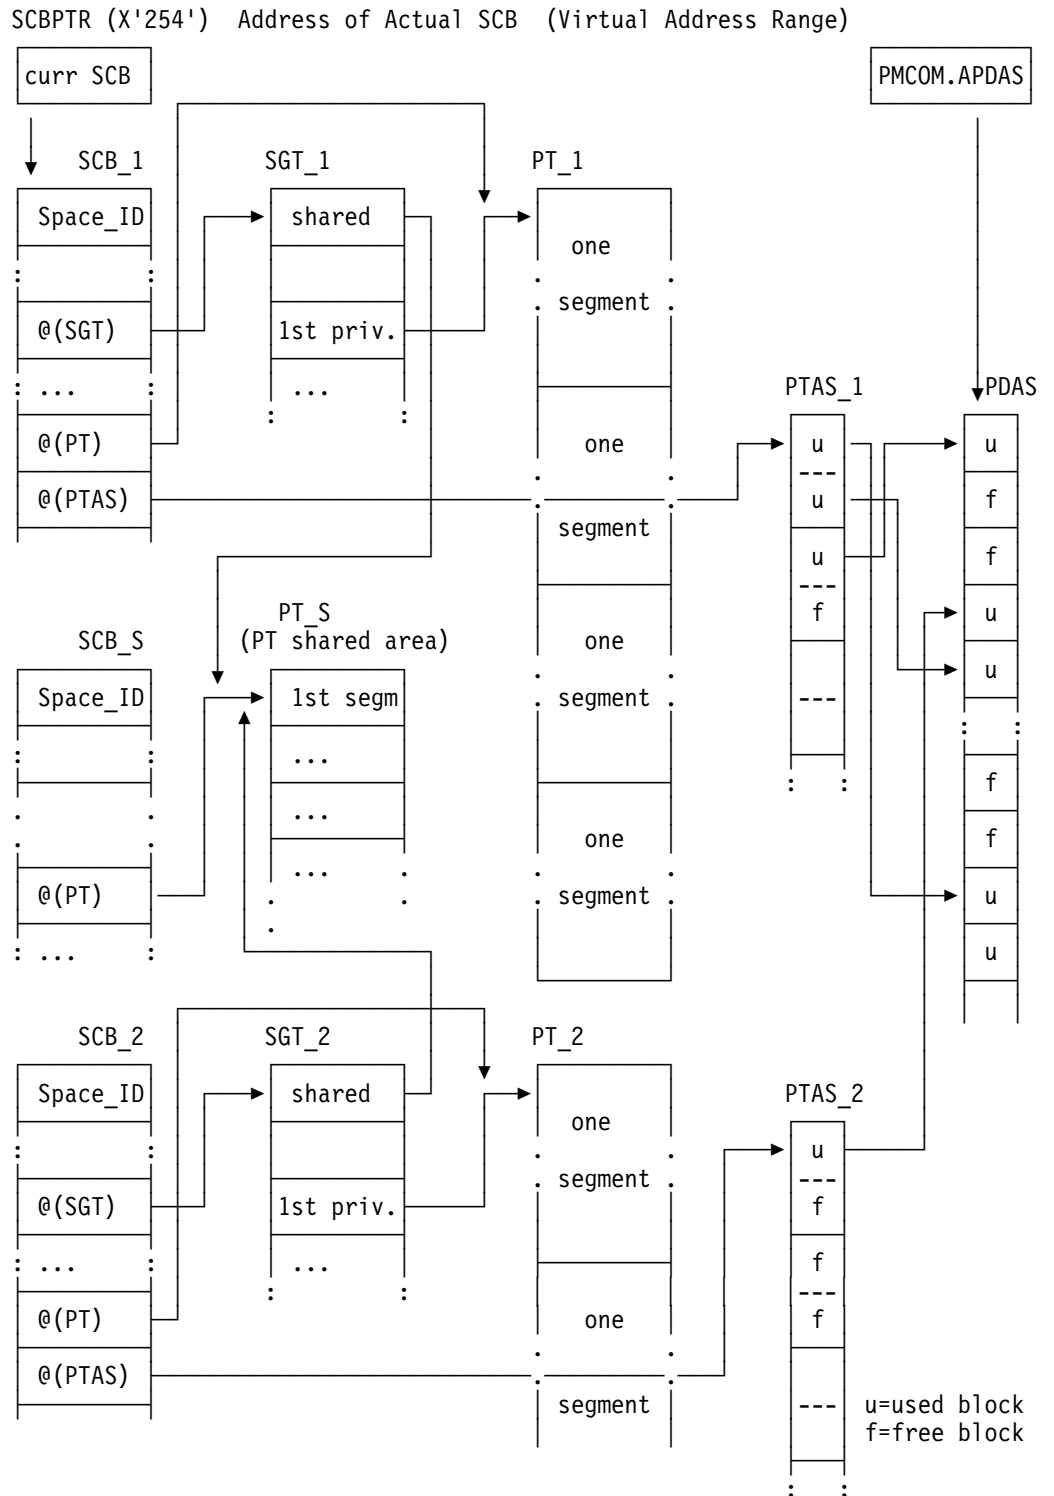 SCBPTR (X'254')  Address of Actual SCB  (Virtual Address Range)
curr SCB PMCOM.APDAS
SCB_1 SGT_1 PT_1
Space_ID shared
one
: :
. segment .
@(SGT) 1st priv.
: ... : ... PTAS_1 PDAS
: :
@(PT) one u u
. . ---
@(PTAS) . . u f
segment
u f
---
PT_S f u
SCB_S (PT shared area) one
Space_ID 1st segm . . u
. segment . ---
: : : :
...
f
: :
. . ...
. . one f
... . . .
@(PT) . . . segment . u
.
: ... : u
SCB_2 SGT_2 PT_2
Space_ID shared PTAS_2
one
: : . . u
. segment . ---
@(SGT) 1st priv. f
: ... : ... f
: : ---
@(PT) one f
. .
@(PTAS) . .
segment --- u=used block
f=free block
: :